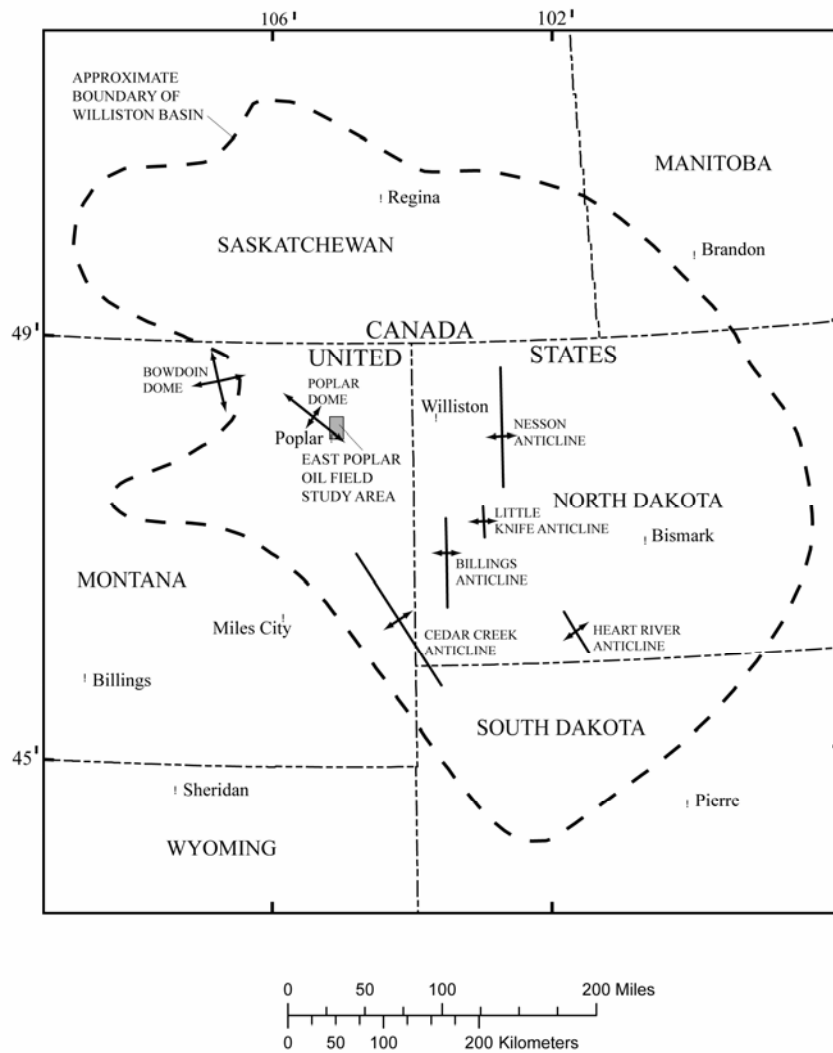 106 ╹
102 ╹
APPROXIMATE
BOUNDARY OF
WILLISTON BASIN
MANITOBA
! Regina
SASKATCHEWAN
! Brandon
49 ╹
CANADA
UNITED STATES
BOWDOIN
DOME
POPLAR
DOME
Williston
!
NESSON
ANTICLINE
Poplar !
EAST POPLAR
OIL FIELD
STUDY AREA
NORTH DAKOTA
LITTLE
KNIFE ANTICLINE
! Bismark
BILLINGS
ANTICLINE
MONTANA
Miles City !
CEDAR CREEK
ANTICLINE
HEART RIVER
ANTICLINE
! Billings
SOUTH DAKOTA
45 ╹
! Sheridan
! Pierre
WYOMING
0 50 100 200 Miles
0 50 100 200 Kilometers